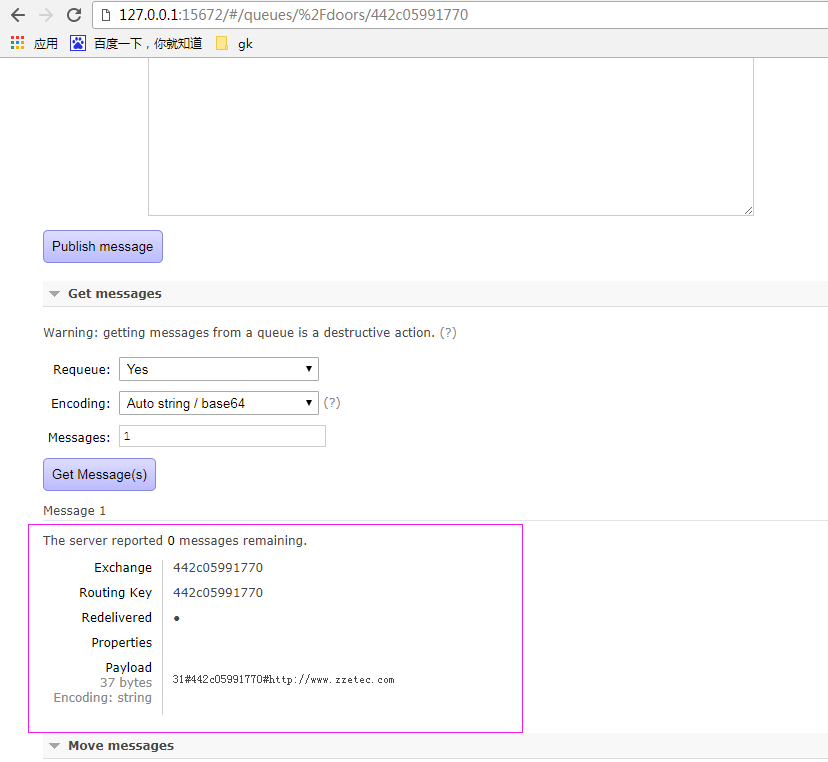 127.0.0.1:15672/#/queues/%2Fdoors/442c05991770
应用 百度一下，你就知道 gk
Publish message
Get messages
Warning: getting messages from a queue is a destructive action. (?)
Requeue: Yes
Encoding: Auto string / base64 (?)
Messages: 1
Get Message(s)
Message 1
The server reported 0 messages remaining.
Exchange 442c05991770
Routing Key 442c05991770
Redelivered ●
Properties
Payload
37 bytes
Encoding: string
31#442c05991770#http://www.zzetec.com
Move messages